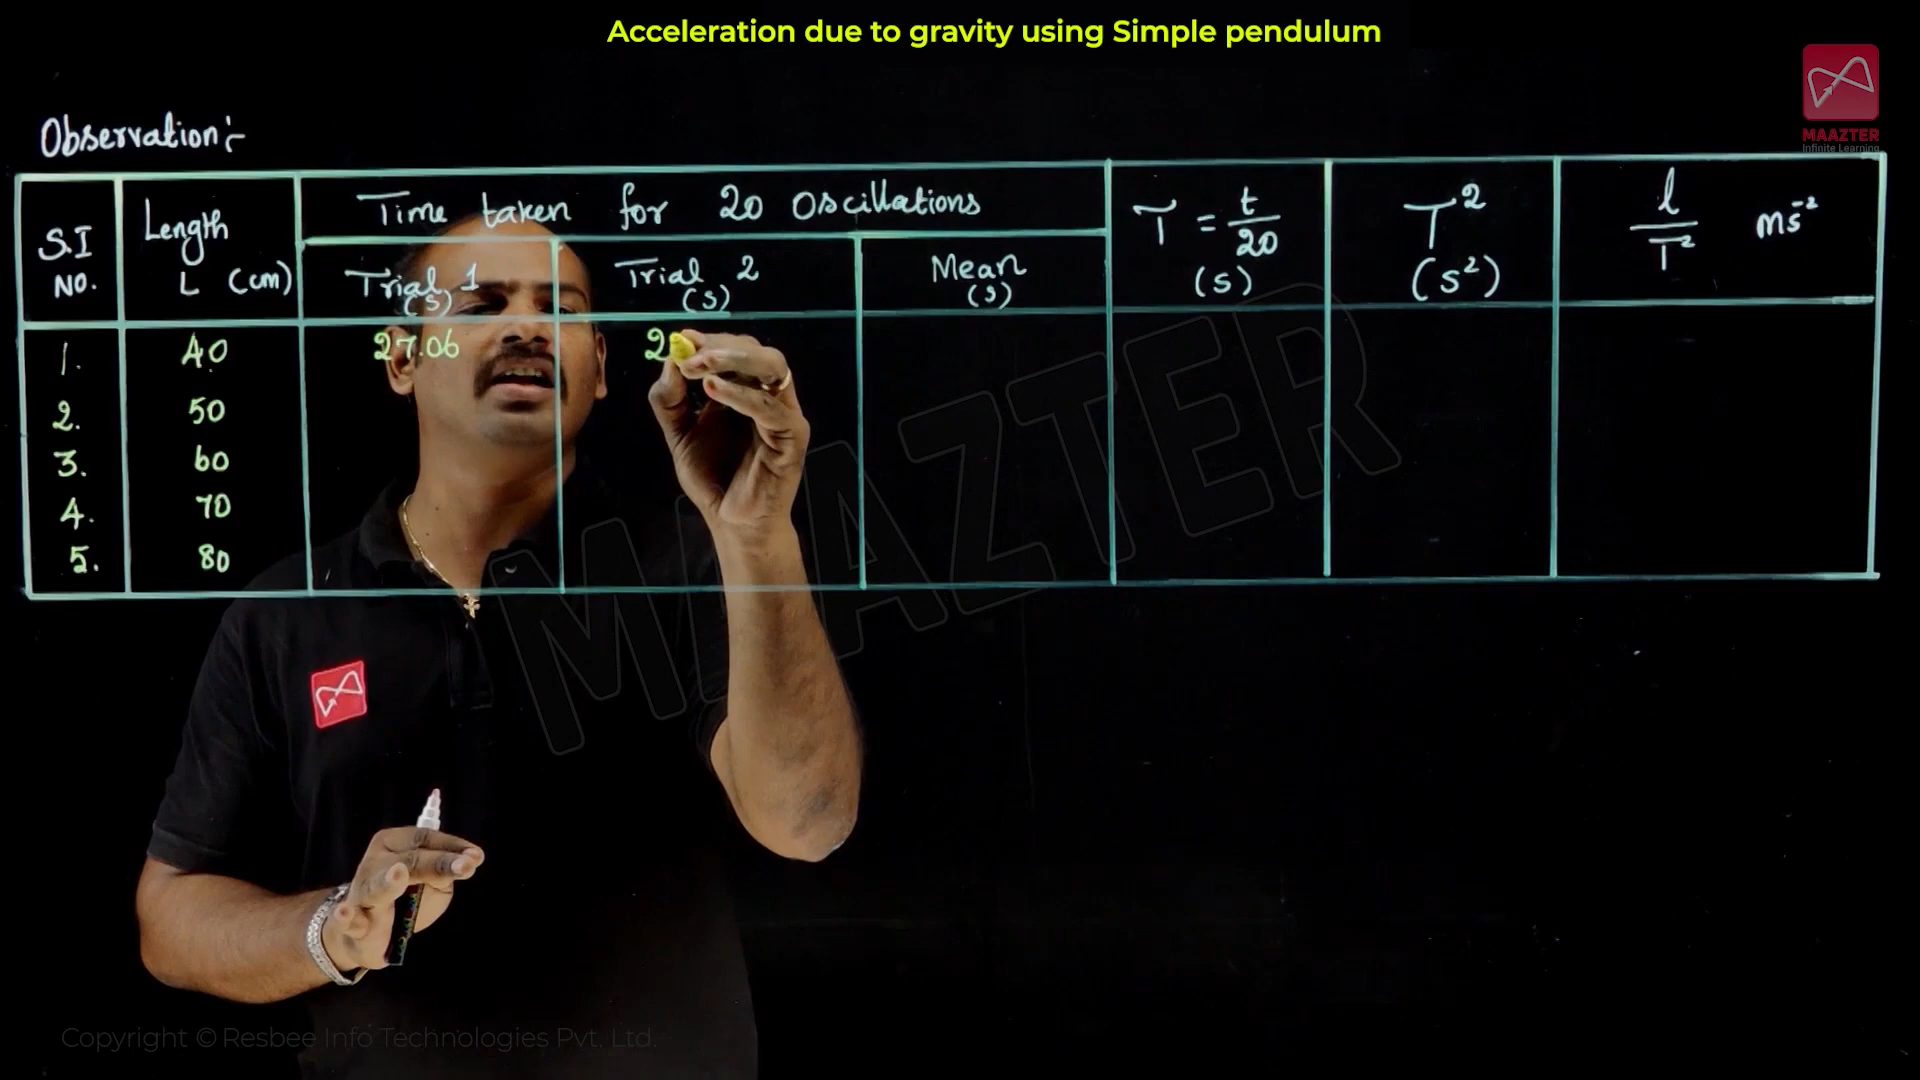 Acceleration due to gravity using Simple pendulum
MAAZTER
Infinite Learning
Observation:-
S.I NO.
Length L (cm)
Time taken for 20 Oscillations
Trial 1 (s)
Trial 2 (s)
Mean (s)
T = t/20 (s)
T² (s²)
l/T² ms⁻²
1. 40 27.06 2
2. 50
3. 60
4. 70
5. 80
MAAZTER
Copyright © Resbee Info Technologies Pvt. Ltd.